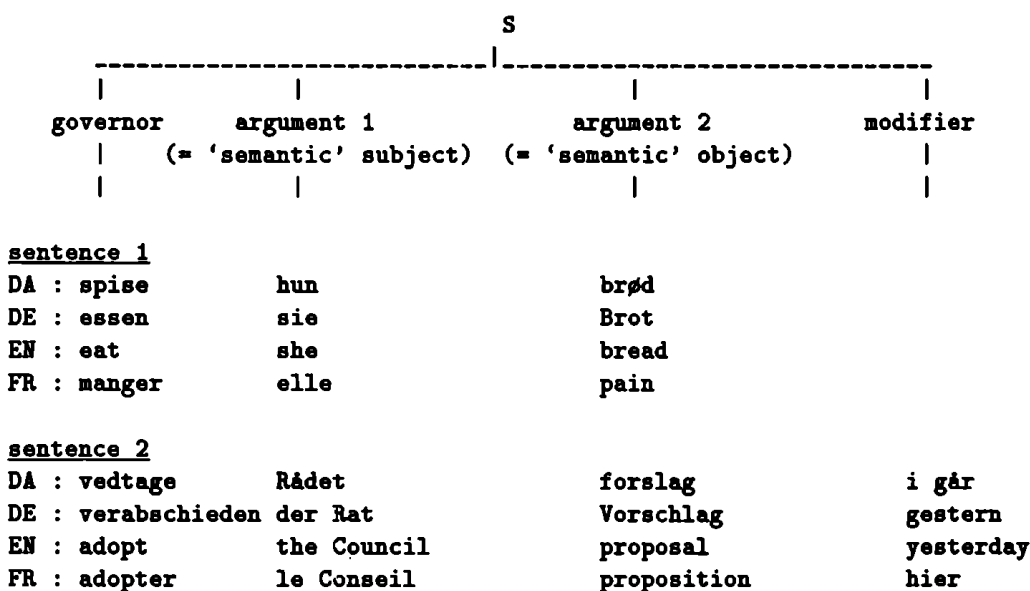 S
governor argument 1 argument 2 modifier
(= ‘semantic’ subject) (= ‘semantic’ object)
sentence 1
DA : spise hun brød
DE : essen sie Brot
EN : eat she bread
FR : manger elle pain
sentence 2
DA : vedtage Rådet forslag i går
DE : verabschieden der Rat Vorschlag gestern
EN : adopt the Council proposal yesterday
FR : adopter le Conseil proposition hier